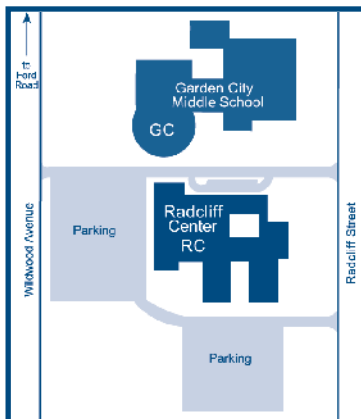 to
Ford
Road
Garden City
Middle School
GC
Radcliff
Center
RC
Parking
Wildwood Avenue
Radcliff Street
Parking